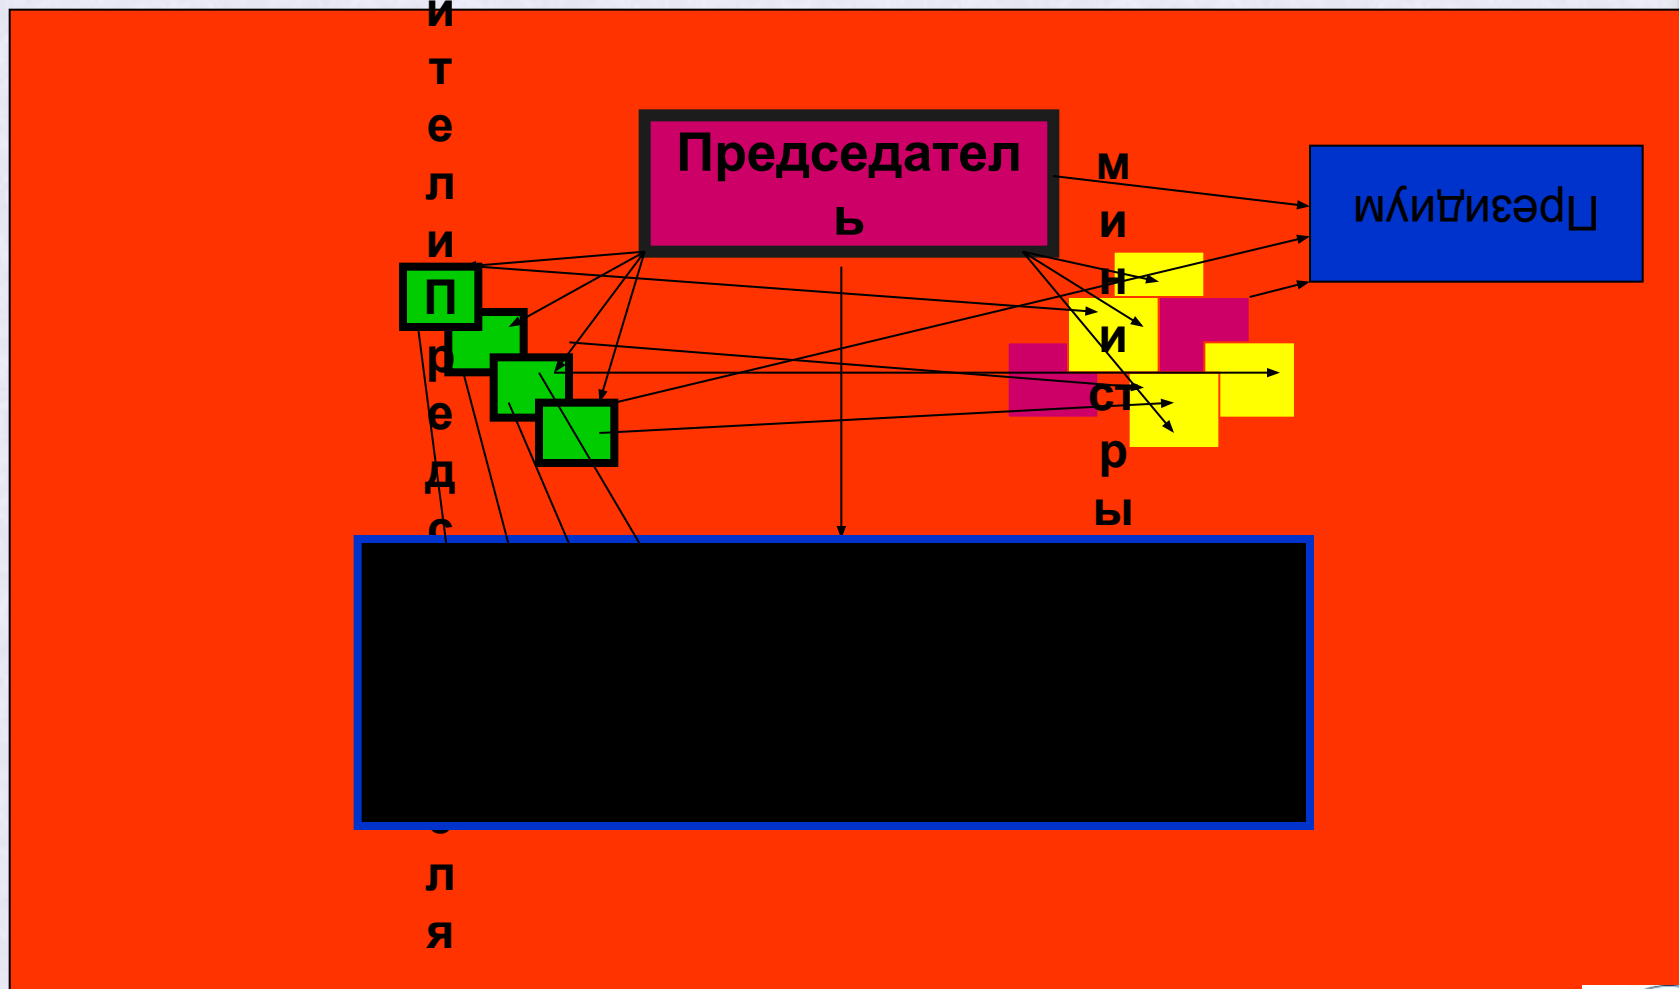 ители
Предс
ля
Председател
ь
министры
Президиум